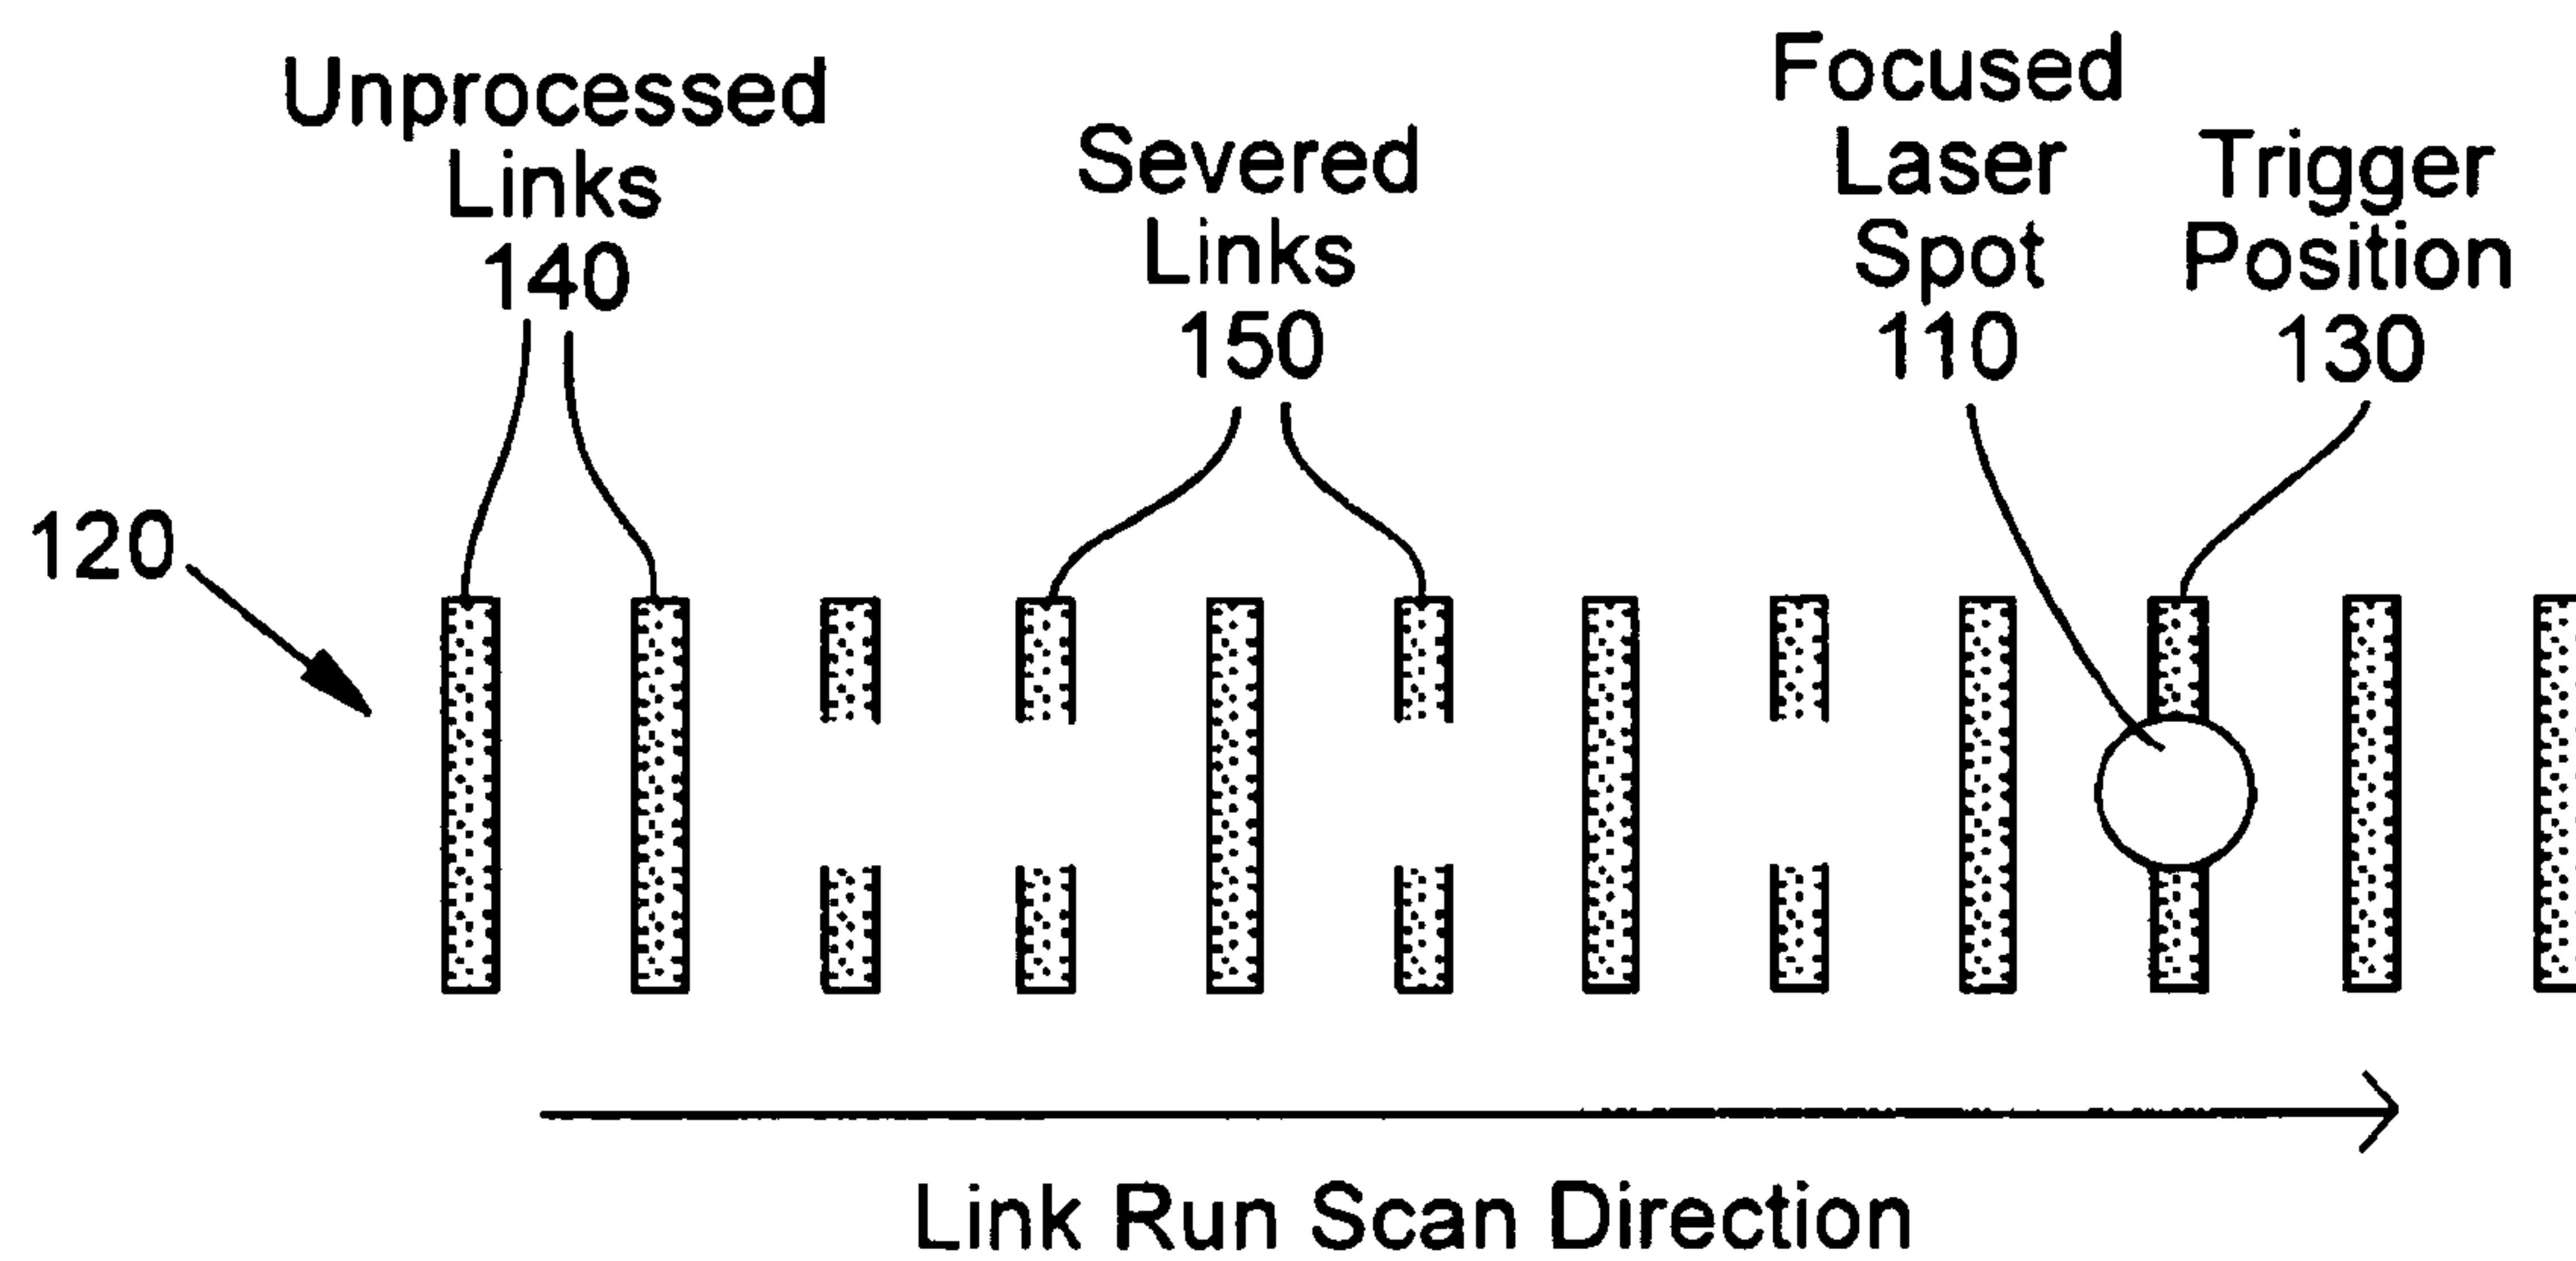 Unprocessed
Links
140
Severed
Links
150
Focused
Laser
Spot
110
Trigger
Position
130
120
Link Run Scan Direction